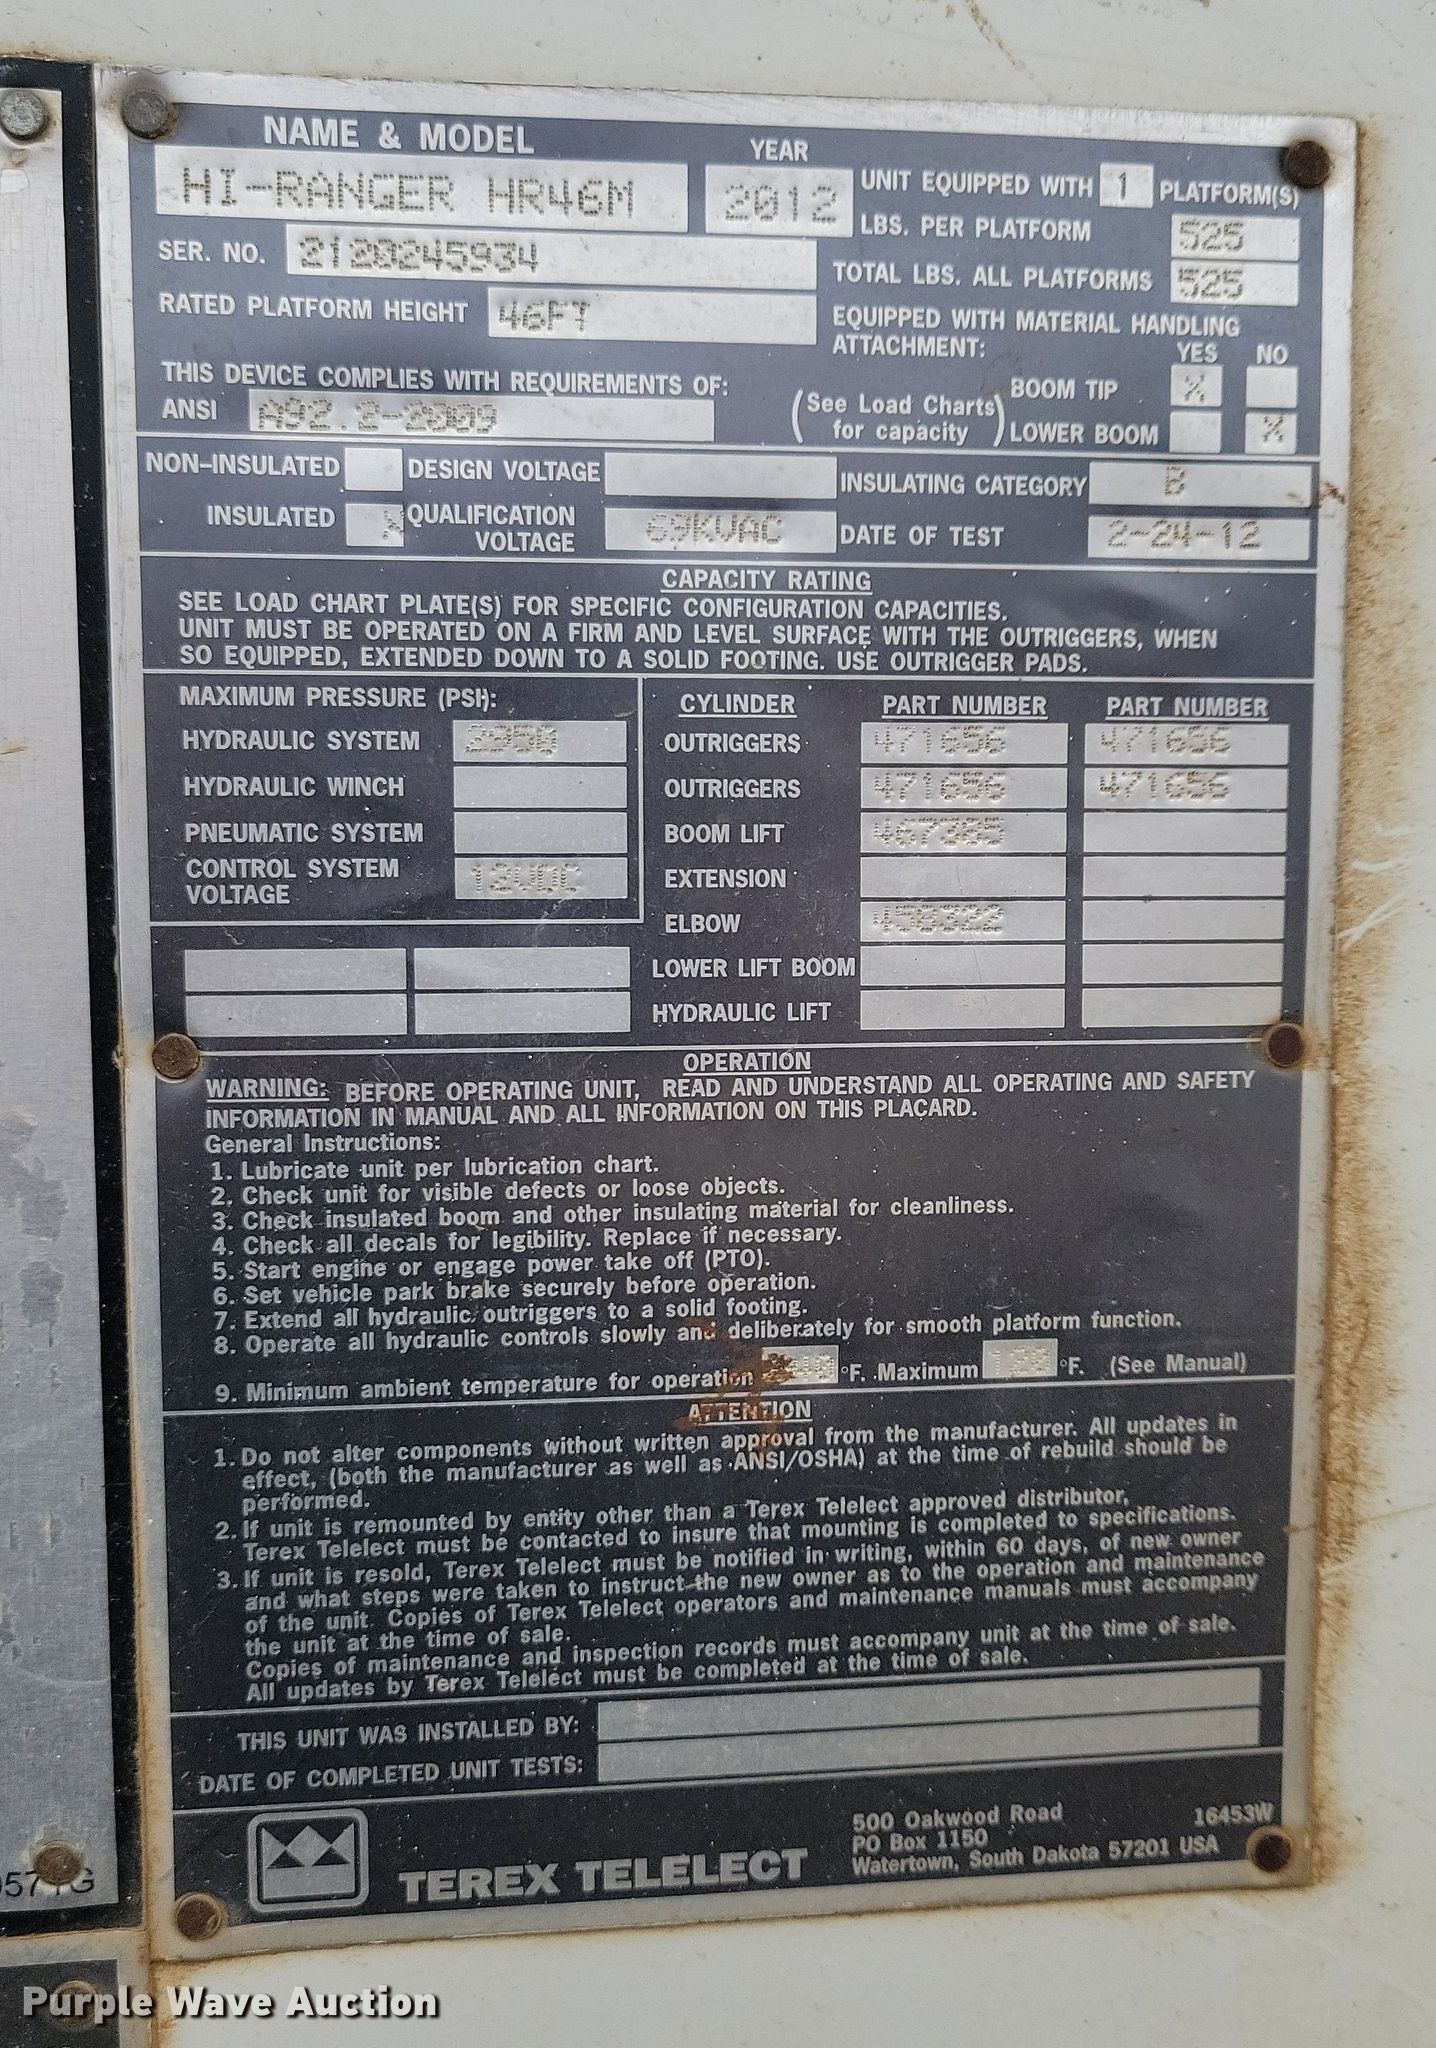 NAME & MODEL
YEAR
HI-RANGER HR46M
2012
UNIT EQUIPPED WITH 1 PLATFORM(S)
LBS. PER PLATFORM 525
SER. NO. 2120245934
TOTAL LBS. ALL PLATFORMS 525
RATED PLATFORM HEIGHT 46FT
EQUIPPED WITH MATERIAL HANDLING
ATTACHMENT:
YES NO
THIS DEVICE COMPLIES WITH REQUIREMENTS OF:
ANSI A92.2-2009
(See Load Charts
for capacity)
BOOM TIP X
LOWER BOOM X
NON-INSULATED
DESIGN VOLTAGE
INSULATING CATEGORY B
INSULATED X
QUALIFICATION
VOLTAGE 69KVAC
DATE OF TEST 2-24-12
CAPACITY RATING
SEE LOAD CHART PLATE(S) FOR SPECIFIC CONFIGURATION CAPACITIES.
UNIT MUST BE OPERATED ON A FIRM AND LEVEL SURFACE WITH THE OUTRIGGERS, WHEN
SO EQUIPPED, EXTENDED DOWN TO A SOLID FOOTING. USE OUTRIGGER PADS.
MAXIMUM PRESSURE (PSI):
HYDRAULIC SYSTEM
HYDRAULIC WINCH
PNEUMATIC SYSTEM
CONTROL SYSTEM
VOLTAGE 12VDC
CYLINDER PART NUMBER PART NUMBER
OUTRIGGERS 471656 471656
OUTRIGGERS 471656 471656
BOOM LIFT 467385
EXTENSION
ELBOW 450322
LOWER LIFT BOOM
HYDRAULIC LIFT
OPERATION
WARNING: BEFORE OPERATING UNIT, READ AND UNDERSTAND ALL OPERATING AND SAFETY
INFORMATION IN MANUAL AND ALL INFORMATION ON THIS PLACARD.
General Instructions:
1. Lubricate unit per lubrication chart.
2. Check unit for visible defects or loose objects.
3. Check insulated boom and other insulating material for cleanliness.
4. Check all decals for legibility. Replace if necessary.
5. Start engine or engage power take off (PTO).
6. Set vehicle park brake securely before operation.
7. Extend all hydraulic outriggers to a solid footing.
8. Operate all hydraulic controls slowly and deliberately for smooth platform function.
9. Minimum ambient temperature for operation °F. Maximum 120 °F. (See Manual)
ATTENTION
1. Do not alter components without written approval from the manufacturer. All updates in
effect, (both the manufacturer as well as ANSI/OSHA) at the time of rebuild should be
performed.
2. If unit is remounted by entity other than a Terex Telelect approved distributor,
Terex Telelect must be contacted to insure that mounting is completed to specifications.
3. If unit is resold, Terex Telelect must be notified in writing, within 60 days, of new owner
and what steps were taken to instruct the new owner as to the operation and maintenance
of the unit. Copies of Terex Telelect operators and maintenance manuals must accompany
the unit at the time of sale.
Copies of maintenance and inspection records must accompany unit at the time of sale.
All updates by Terex Telelect must be completed at the time of sale.
THIS UNIT WAS INSTALLED BY:
DATE OF COMPLETED UNIT TESTS:
TEREX TELELECT
500 Oakwood Road
PO Box 1150
Watertown, South Dakota 57201 USA
16453W
Purple Wave Auction